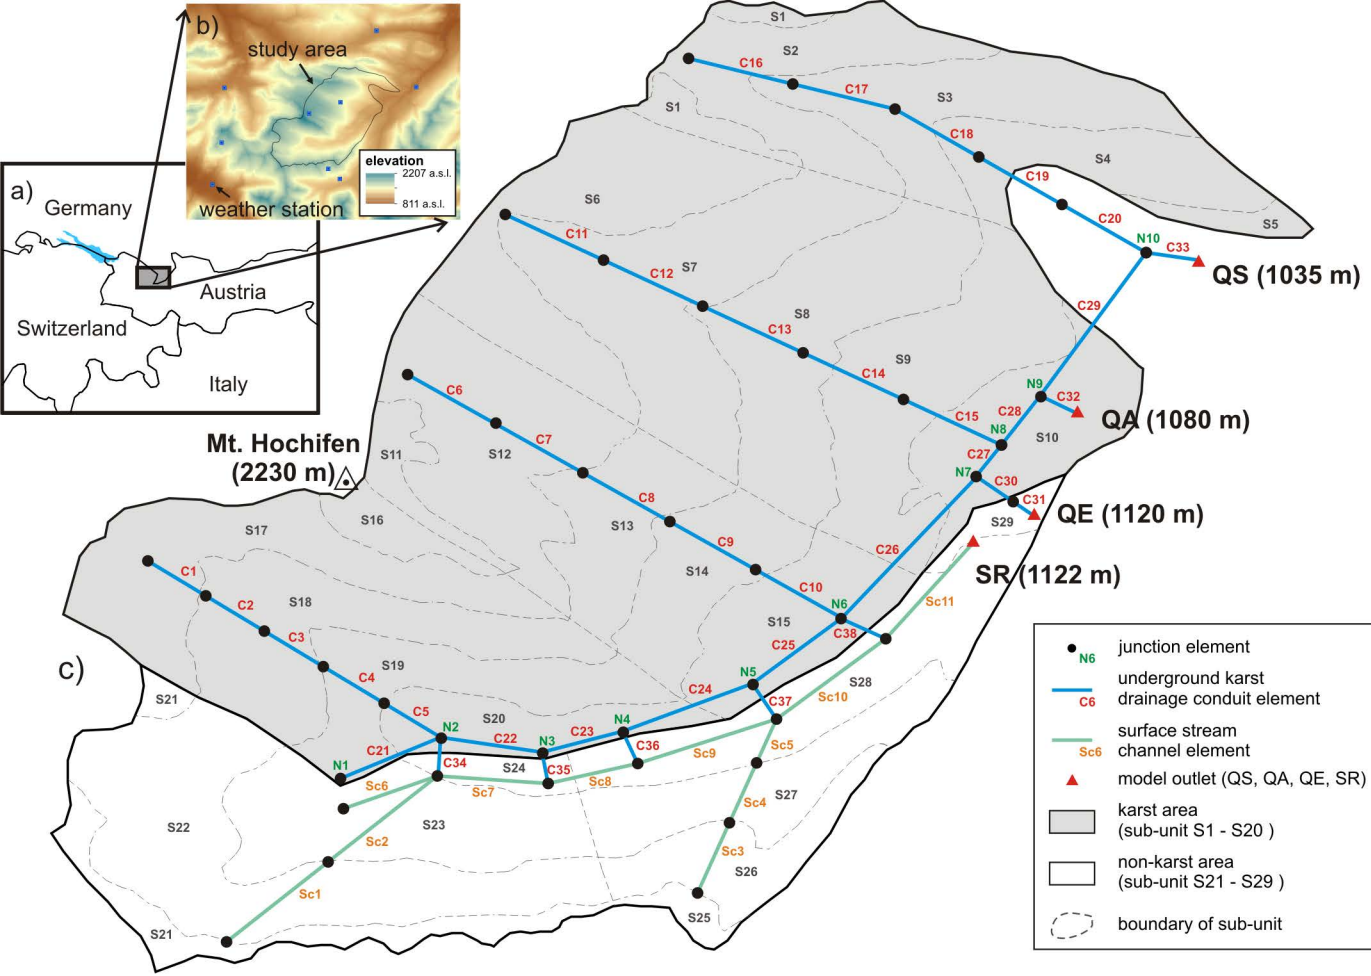 b)
study area
weather station
elevation
2207 a.s.l.
811 a.s.l.
a)
Germany
Austria
Switzerland
Italy
c)
Mt. Hochifen
(2230 m)
S1
S2
C16
C17
S3
S1
C18
S4
C19
C20
S5
N10
C33
QS (1035 m)
S6
C11
C12
S7
C29
S8
C13
S9
C14
C6
N9
C32
C15
C28
QA (1080 m)
N8
S10
C7
S11
S12
C27
N7
C30
C8
C31
QE (1120 m)
S16
S13
S29
S17
C9
C26
S14
SR (1122 m)
C1
C10
Sc11
C2
S18
N6
S15
C38
C3
C25
S19
C4
N5
S28
C24
Sc10
S21
C37
C5
S20
N4
N2
C22
N3
C23
C21
C36
Sc9
Sc5
N1
C34
S24
C35
Sc6
Sc7
Sc8
S27
Sc4
S22
S23
Sc2
Sc3
S26
Sc1
S25
S21
N6
junction element
underground karst
C6
drainage conduit element
surface stream
Sc6
channel element
model outlet (QS, QA, QE, SR)
karst area
(sub-unit S1 - S20 )
non-karst area
(sub-unit S21 - S29 )
boundary of sub-unit